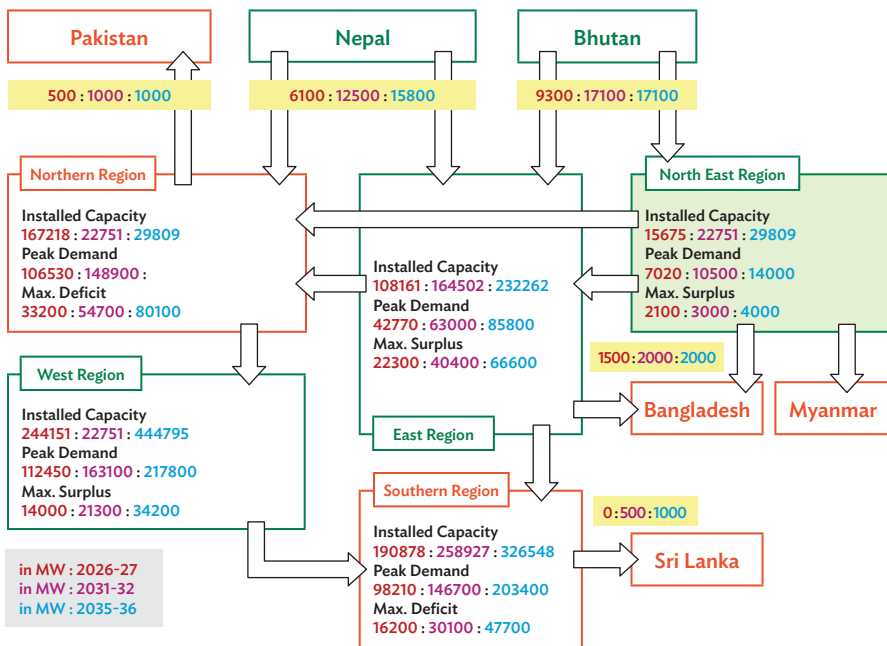 Pakistan
Nepal
Bhutan
500 : 1000 : 1000
6100 : 12500 : 15800
9300 : 17100 : 17100
Northern Region
Installed Capacity
167218 : 22751 : 29809
Peak Demand
106530 : 148900 :
Max. Deficit
33200 : 54700 : 80100
Installed Capacity
108161 : 164502 : 232262
Peak Demand
42770 : 63000 : 85800
Max. Surplus
22300 : 40400 : 66600
East Region
North East Region
Installed Capacity
15675 : 22751 : 29809
Peak Demand
7020 : 10500 : 14000
Max. Surplus
2100 : 3000 : 4000
1500 : 2000 : 2000
Bangladesh
Myanmar
West Region
Installed Capacity
244151 : 22751 : 444795
Peak Demand
112450 : 163100 : 217800
Max. Surplus
14000 : 21300 : 34200
Southern Region
Installed Capacity
190878 : 258927 : 326548
Peak Demand
98210 : 146700 : 203400
Max. Deficit
16200 : 30100 : 47700
0 : 500 : 1000
Sri Lanka
in MW : 2026-27
in MW : 2031-32
in MW : 2035-36